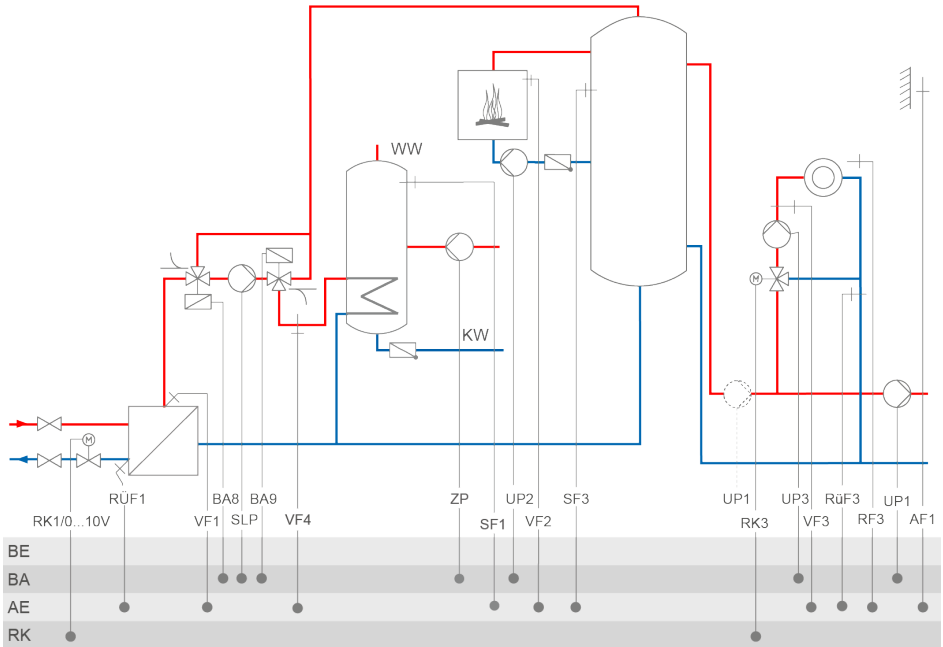 WW
KW
M
M
RÜF1
BA8
BA9
ZP
UP2
SF3
UP1
UP3
RüF3
UP1
RK1/0...10V
VF1
SLP
VF4
SF1
VF2
RK3
VF3
RF3
AF1
BE
BA
AE
RK